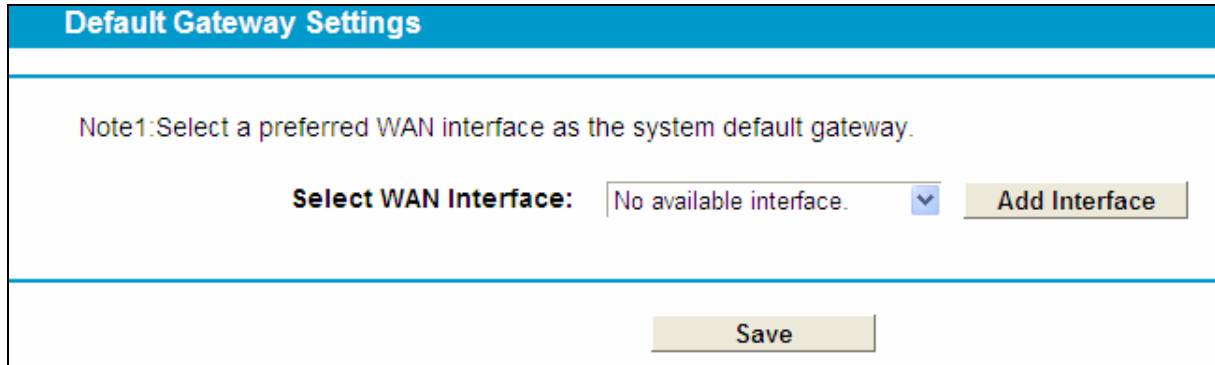 Default Gateway Settings
Note1:Select a preferred WAN interface as the system default gateway.
Select WAN Interface: No available interface. Add Interface
Save